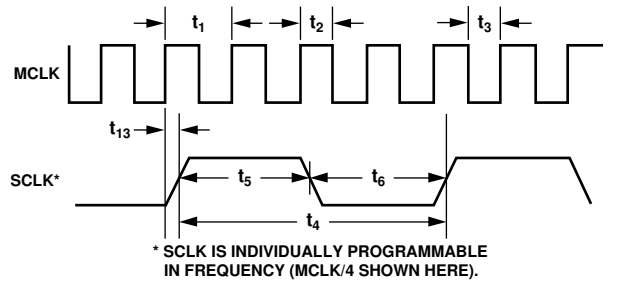 t1 t2 t3
MCLK
t13
SCLK*
t5 t6
t4
* SCLK IS INDIVIDUALLY PROGRAMMABLE
IN FREQUENCY (MCLK/4 SHOWN HERE).